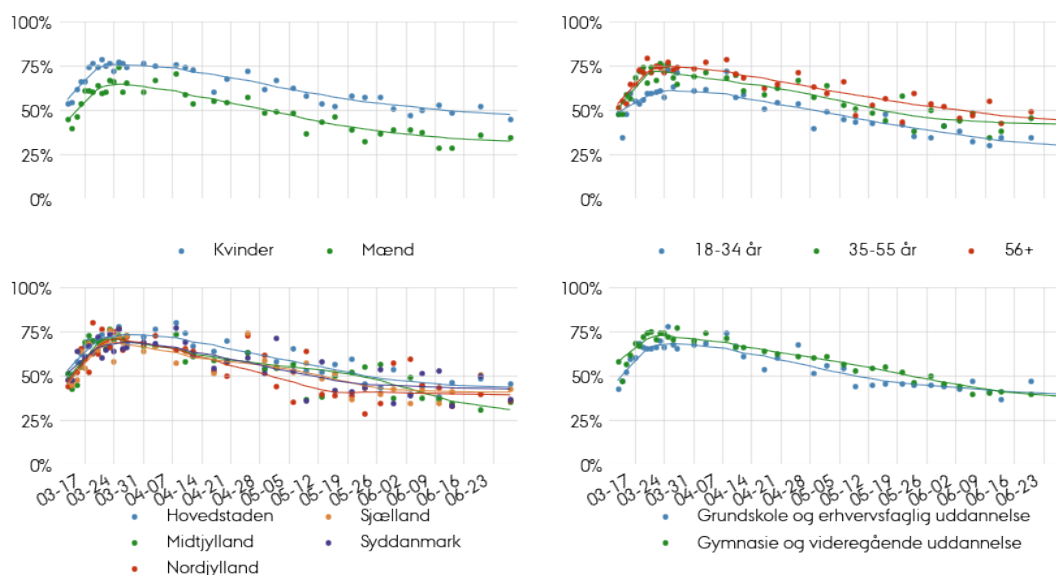 100%
75%
50%
25%
0%
Kvinder Mænd
100%
75%
50%
25%
0%
18-34 år 35-55 år 56+
100%
75%
50%
25%
0%
03-17 03-24 03-31 04-07 04-14 04-21 04-28 05-05 05-12 05-19 05-26 06-02 06-09 06-16 06-23
Hovedstaden Sjælland
Midtjylland Syddanmark
Nordjylland
100%
75%
50%
25%
0%
03-17 03-24 03-31 04-07 04-14 04-21 04-28 05-05 05-12 05-19 05-26 06-02 06-09 06-16 06-23
Grundskole og erhvervsfaglig uddannelse
Gymnasie og videregående uddannelse